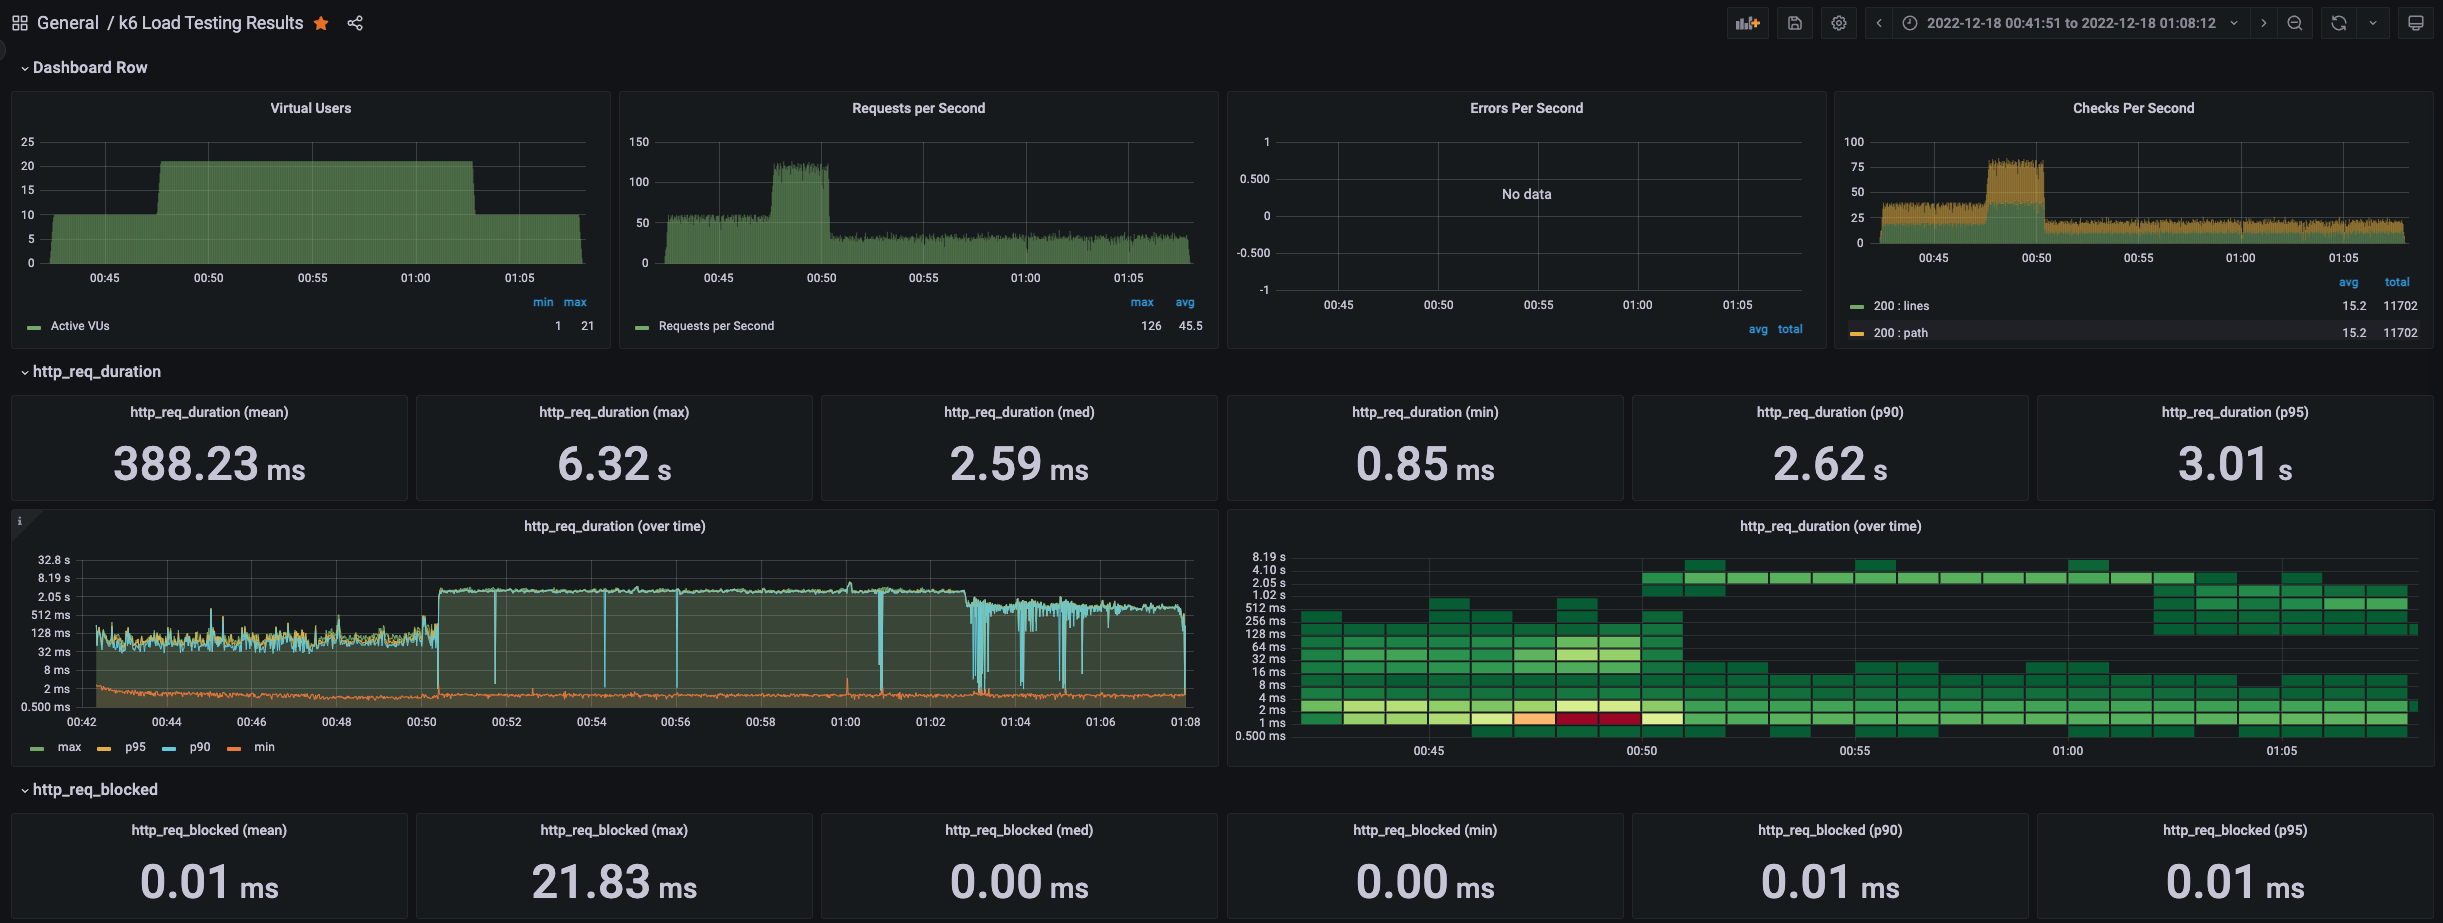 General / k6 Load Testing Results
2022-12-18 00:41:51 to 2022-12-18 01:08:12
Dashboard Row
Virtual Users
25
20
15
10
5
0
00:45 00:50 00:55 01:00 01:05
min max
Active VUs 1 21
Requests per Second
150
100
50
0
00:45 00:50 00:55 01:00 01:05
max avg
Requests per Second 126 45.5
Errors Per Second
1
0.500
0
-0.500
-1
No data
00:45 00:50 00:55 01:00 01:05
avg total
Checks Per Second
100
75
50
25
0
00:45 00:50 00:55 01:00 01:05
avg total
200 : lines 15.2 11702
200 : path 15.2 11702
http_req_duration
http_req_duration (mean)
388.23 ms
http_req_duration (max)
6.32 s
http_req_duration (med)
2.59 ms
http_req_duration (min)
0.85 ms
http_req_duration (p90)
2.62 s
http_req_duration (p95)
3.01 s
i
http_req_duration (over time)
32.8 s
8.19 s
2.05 s
512 ms
128 ms
32 ms
8 ms
2 ms
0.500 ms
00:42 00:44 00:46 00:48 00:50 00:52 00:54 00:56 00:58 01:00 01:02 01:04 01:06 01:08
max p95 p90 min
http_req_duration (over time)
8.19 s
4.10 s
2.05 s
1.02 s
512 ms
256 ms
128 ms
64 ms
32 ms
16 ms
8 ms
4 ms
2 ms
1 ms
0.500 ms
00:45 00:50 00:55 01:00 01:05
http_req_blocked
http_req_blocked (mean)
0.01 ms
http_req_blocked (max)
21.83 ms
http_req_blocked (med)
0.00 ms
http_req_blocked (min)
0.00 ms
http_req_blocked (p90)
0.01 ms
http_req_blocked (p95)
0.01 ms